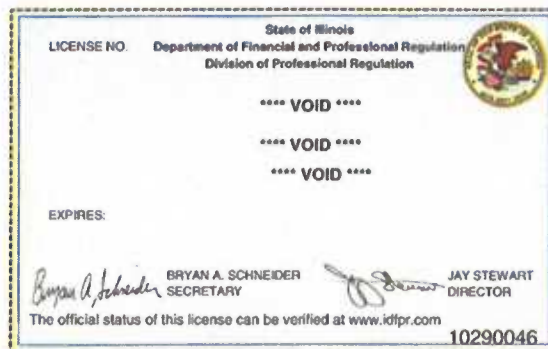 State of Illinois
LICENSE NO. Department of Financial and Professional Regulation
Division of Professional Regulation
**** VOID ****
**** VOID ****
**** VOID ****
EXPIRES:
Bryan A. Schneider BRYAN A. SCHNEIDER JAY STEWART
SECRETARY DIRECTOR
The official status of this license can be verified at www.idfpr.com
10290046